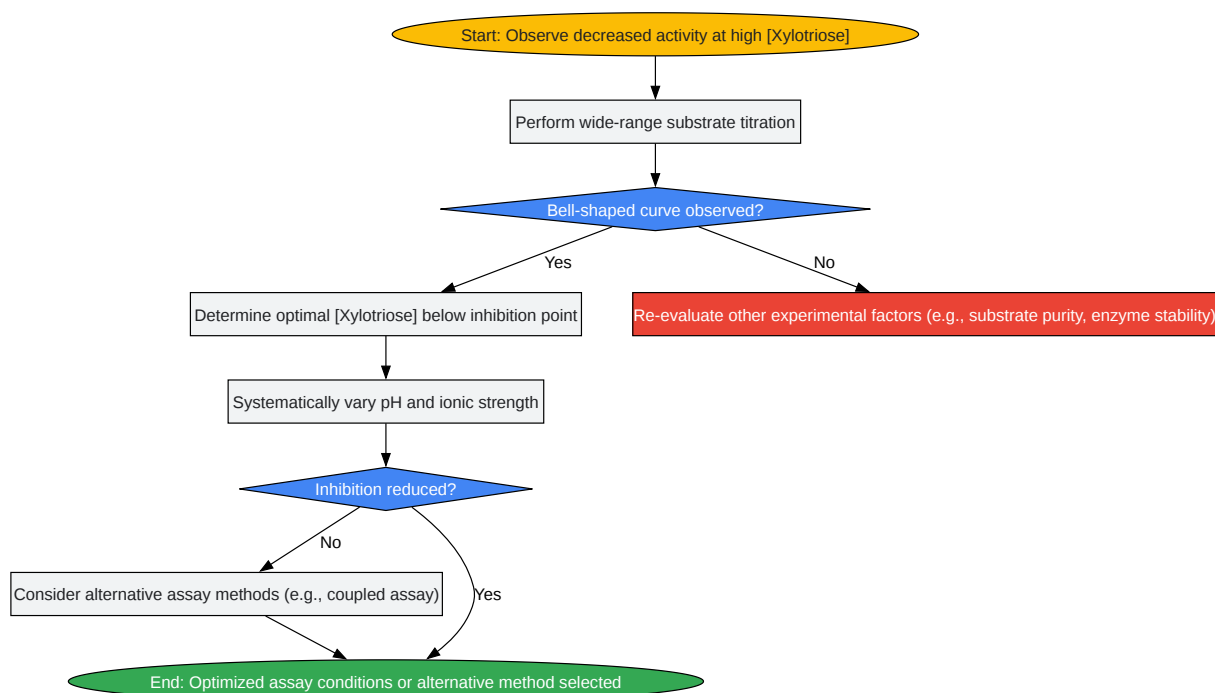 Start: Observe decreased activity at high [Xylotriose]
Perform wide-range substrate titration
Bell-shaped curve observed?
Yes
No
Determine optimal [Xylotriose] below inhibition point
Re-evaluate other experimental factors (e.g., substrate purity, enzyme stability)
Systematically vary pH and ionic strength
Inhibition reduced?
No
Consider alternative assay methods (e.g., coupled assay)
Yes
End: Optimized assay conditions or alternative method selected